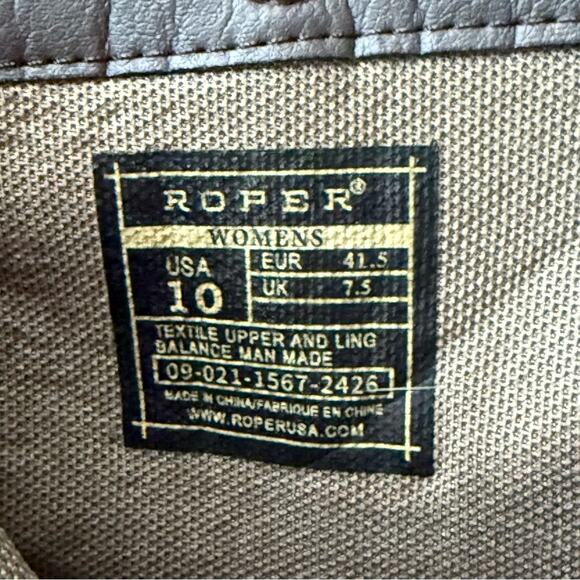 ROPER®
WOMENS
USA 10
EUR 41.5
UK 7.5
TEXTILE UPPER AND LING
BALANCE MAN MADE
09-021-1567-2426
MADE IN CHINA/FABRIQUE EN CHINE
WWW.ROPERUSA.COM